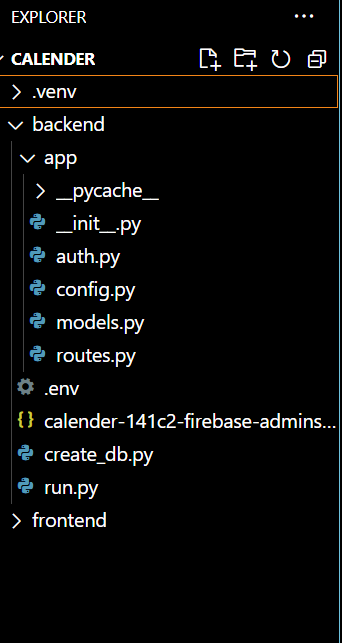 EXPLORER
CALENDER
.venv
backend
app
__pycache__
__init__.py
auth.py
config.py
models.py
routes.py
.env
calender-141c2-firebase-admins...
create_db.py
run.py
frontend